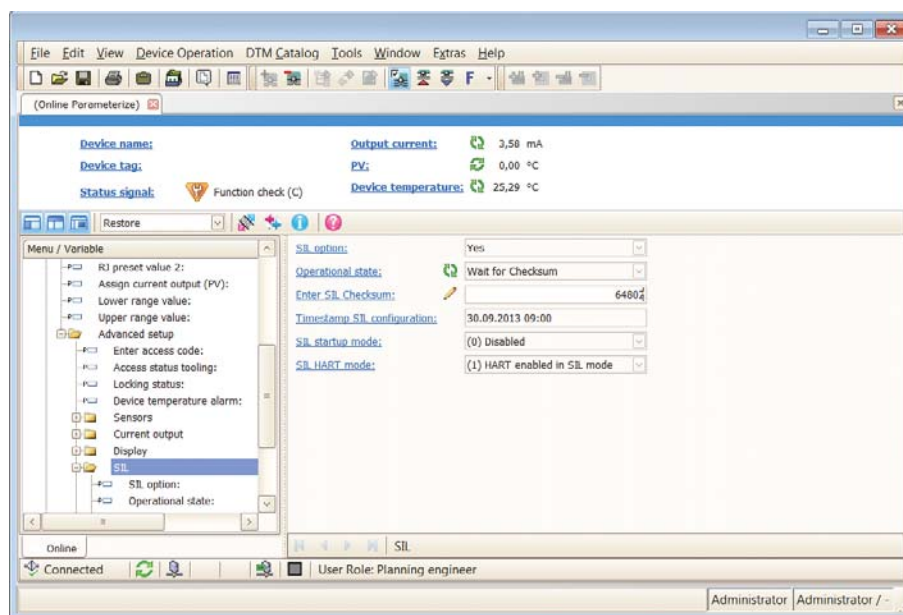 File Edit View Device Operation DTM Catalog Tools Window Extras Help
F
(Online Parameterize)
Device name:
Output current: 3,58 mA
Device tag:
PV: 0,00 °C
Status signal: Function check (C)
Device temperature: 25,29 °C
Restore
Menu / Variable
RJ preset value 2:
Assign current output (PV):
Lower range value:
Upper range value:
Advanced setup
Enter access code:
Access status tooling:
Locking status:
Device temperature alarm:
Sensors
Current output
Display
SIL
SIL option:
Operational state:
SIL option: Yes
Operational state: Wait for Checksum
Enter SIL Checksum:
Timestamp SIL configuration: 30.09.2013 09:00
SIL startup mode: (0) Disabled
SIL HART mode: (1) HART enabled in SIL mode
Online
SIL
Connected
User Role: Planning engineer
Administrator Administrator / -